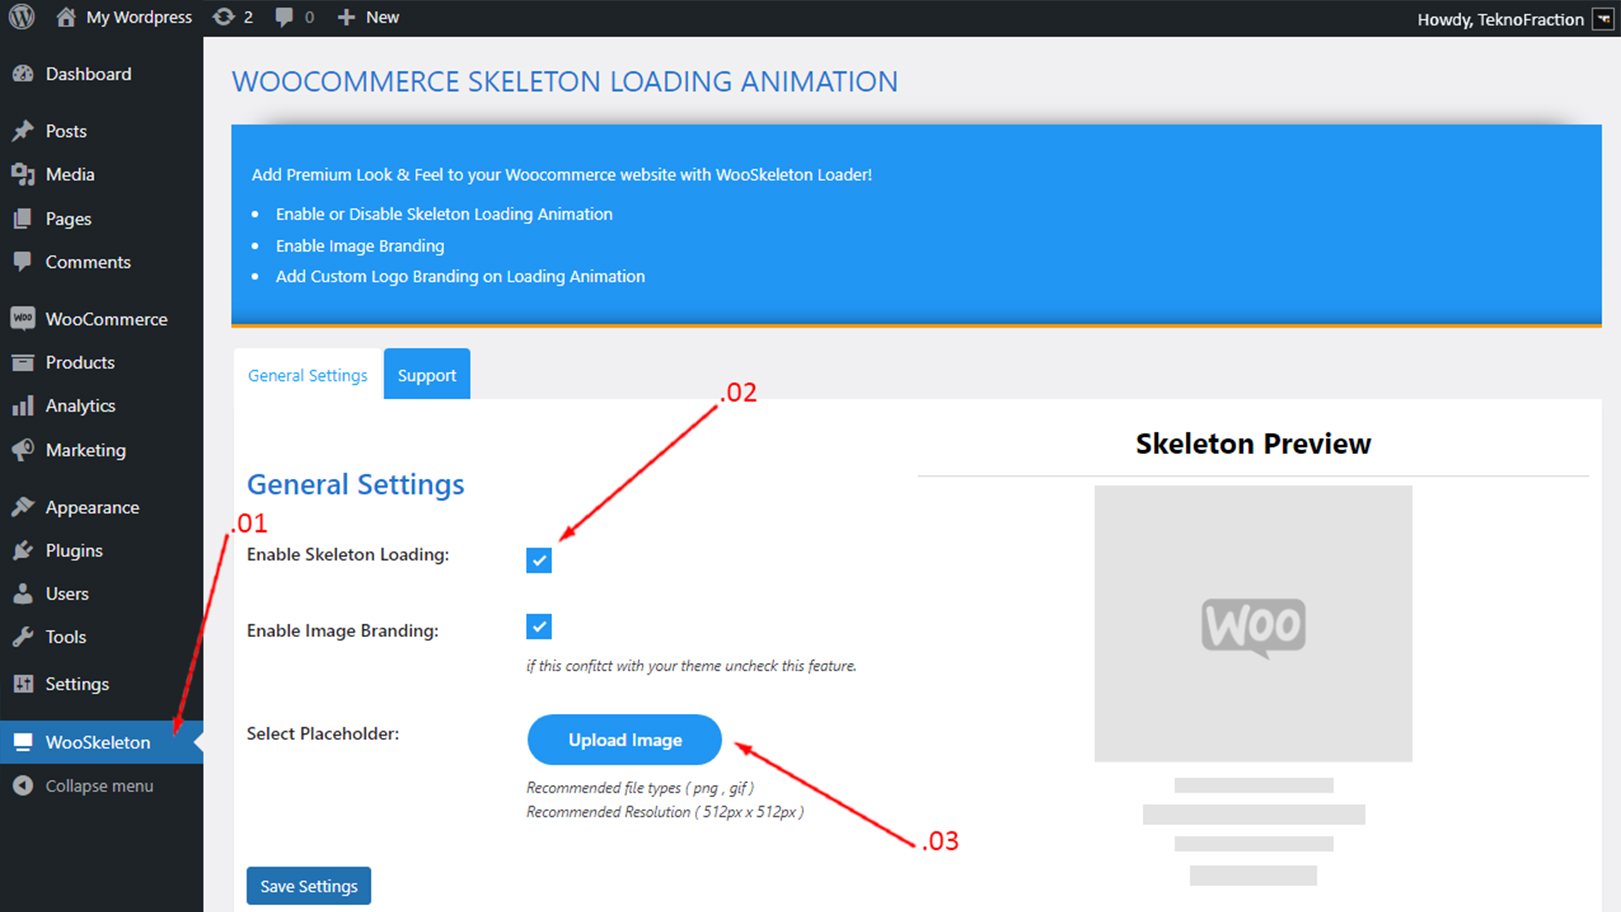 My Wordpress 2 0 New
Howdy, TeknoFraction
Dashboard
Posts
Media
Pages
Comments
WooCommerce
Products
Analytics
Marketing
Appearance
Plugins
Users
Tools
Settings
WooSkeleton
Collapse menu
WOOCOMMERCE SKELETON LOADING ANIMATION
Add Premium Look & Feel to your Woocommerce website with WooSkeleton Loader!
• Enable or Disable Skeleton Loading Animation
• Enable Image Branding
• Add Custom Logo Branding on Loading Animation
General Settings Support
.01
.02
General Settings
Enable Skeleton Loading:
Enable Image Branding:
if this confitct with your theme uncheck this feature.
Select Placeholder:
Upload Image
Recommended file types ( png , gif )
Recommended Resolution ( 512px x 512px )
.03
Save Settings
Skeleton Preview
Woo